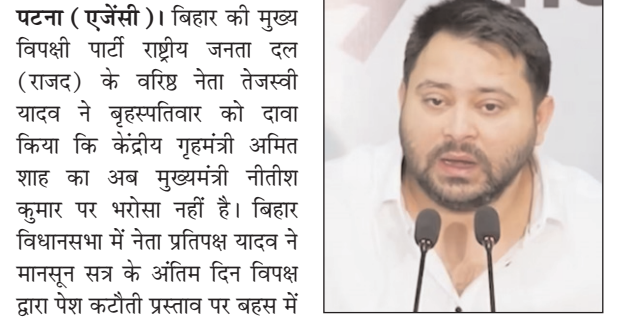 पटना ( एजेंसी )। बिहार की मुख्य
विपक्षी पार्टी राष्ट्रीय जनता दल
(राजद) के वरिष्ठ नेता तेजस्वी
यादव ने बृहस्पतिवार को दावा
किया कि केंद्रीय गृहमंत्री अमित
शाह का अब मुख्यमंत्री नीतीश
कुमार पर भरोसा नहीं है। बिहार
विधानसभा में नेता प्रतिपक्ष यादव ने
मानसून सत्र के अंतिम दिन विपक्ष
द्वारा पेश कटौती प्रस्ताव पर बहस में